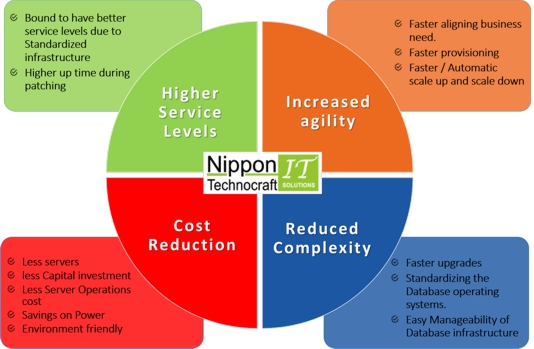 Bound to have better
service levels due to
Standardized
infrastructure
Higher up time during
patching
Faster aligning business
need.
Faster provisioning
Faster / Automatic
scale up and scale down
Higher
Service
Levels
Increased
agility
Nippon IT
Technocraft SOLUTIONS
Cost
Reduction
Reduced
Complexity
Less servers
less Capital investment
Less Server Operations
cost
Savings on Power
Environment friendly
Faster upgrades
Standardizing the
Database operating
systems.
Easy Manageability of
Database infrastructure